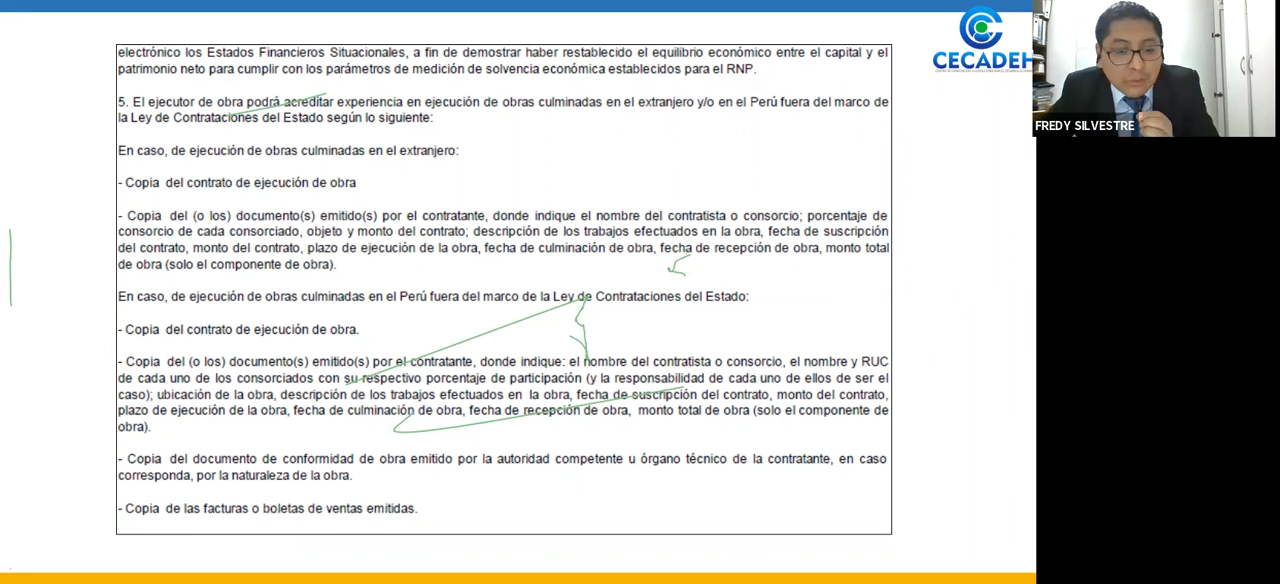 electrónico los Estados Financieros Situacionales, a fin de demostrar haber restablecido el equilibrio económico entre el capital y el
patrimonio neto para cumplir con los parámetros de medición de solvencia económica establecidos para el RNP.
5. El ejecutor de obra podrá acreditar experiencia en ejecución de obras culminadas en el extranjero y/o en el Perú fuera del marco de
la Ley de Contrataciones del Estado según lo siguiente:
En caso, de ejecución de obras culminadas en el extranjero:
- Copia del contrato de ejecución de obra
- Copia del (o los) documento(s) emitido(s) por el contratante, donde indique el nombre del contratista o consorcio; porcentaje de
consorcio de cada consorciado, objeto y monto del contrato; descripción de los trabajos efectuados en la obra, fecha de suscripción
del contrato, monto del contrato, plazo de ejecución de la obra, fecha de culminación de obra, fecha de recepción de obra, monto total
de obra (solo el componente de obra).
En caso, de ejecución de obras culminadas en el Perú fuera del marco de la Ley de Contrataciones del Estado:
- Copia del contrato de ejecución de obra.
- Copia del (o los) documento(s) emitido(s) por el contratante, donde indique: el nombre del contratista o consorcio, el nombre y RUC
de cada uno de los consorciados con su respectivo porcentaje de participación (y la responsabilidad de cada uno de ellos de ser el
caso); ubicación de la obra, descripción de los trabajos efectuados en la obra, fecha de suscripción del contrato, monto del contrato,
plazo de ejecución de la obra, fecha de culminación de obra, fecha de recepción de obra, monto total de obra (solo el componente de
obra).
- Copia del documento de conformidad de obra emitido por la autoridad competente u órgano técnico de la contratante, en caso
corresponda, por la naturaleza de la obra.
- Copia de las facturas o boletas de ventas emitidas.
CECADEH
FREDY SILVESTRE